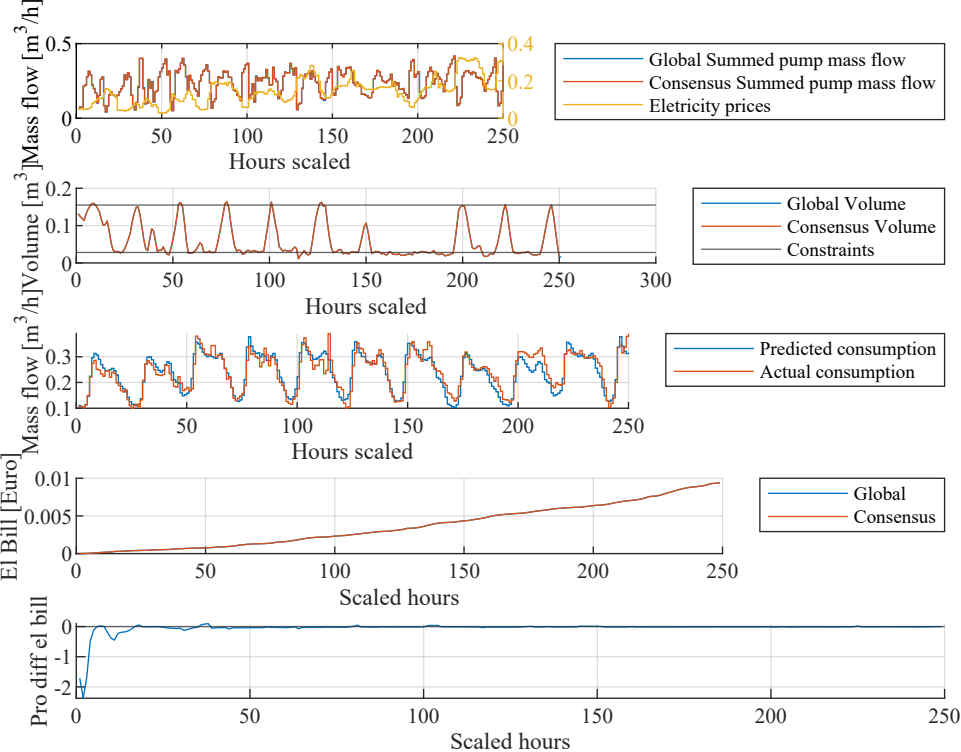 Mass flow [m³/h]
0.5
0
0.4
0.2
0
0 50 100 150 200 250
Hours scaled
Global Summed pump mass flow
Consensus Summed pump mass flow
Eletricity prices
Volume [m³]
0.2
0.1
0
0 50 100 150 200 250 300
Hours scaled
Global Volume
Consensus Volume
Constraints
Mass flow [m³/h]
0.3
0.2
0.1
0 50 100 150 200 250
Hours scaled
Predicted consumption
Actual consumption
El Bill [Euro]
0.01
0.005
0
0 50 100 150 200 250
Scaled hours
Global
Consensus
Pro diff el bill
0
-1
-2
0 50 100 150 200 250
Scaled hours